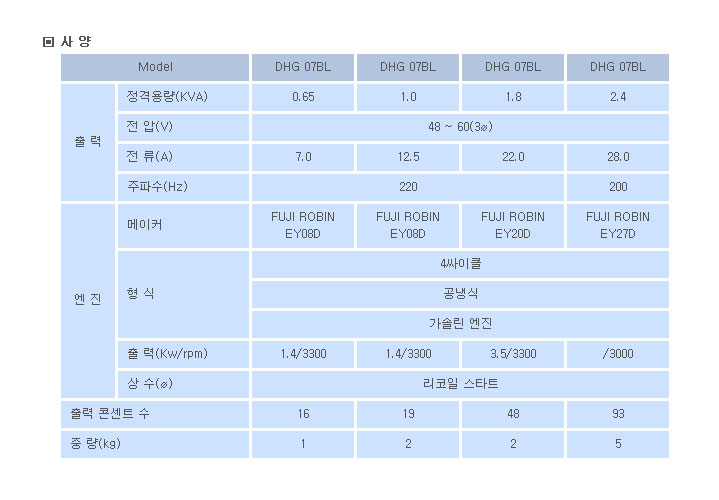 ▣ 사 양
Model DHG 07BL DHG 07BL DHG 07BL DHG 07BL
출 력
정격용량(KVA) 0.65 1.0 1.8 2.4
전 압(V) 48 ~ 60(3ø)
전 류(A) 7.0 12.5 22.0 28.0
주파수(Hz) 220 200
엔 진
메이커
FUJI ROBIN FUJI ROBIN FUJI ROBIN FUJI ROBIN
EY08D EY08D EY20D EY27D
형 식
4싸이클
공냉식
가솔린 엔진
출 력(Kw/rpm) 1.4/3300 1.4/3300 3.5/3300 /3000
상 수(ø) 리코일 스타트
출력 콘센트 수 16 19 48 93
중 량(kg) 1 2 2 5